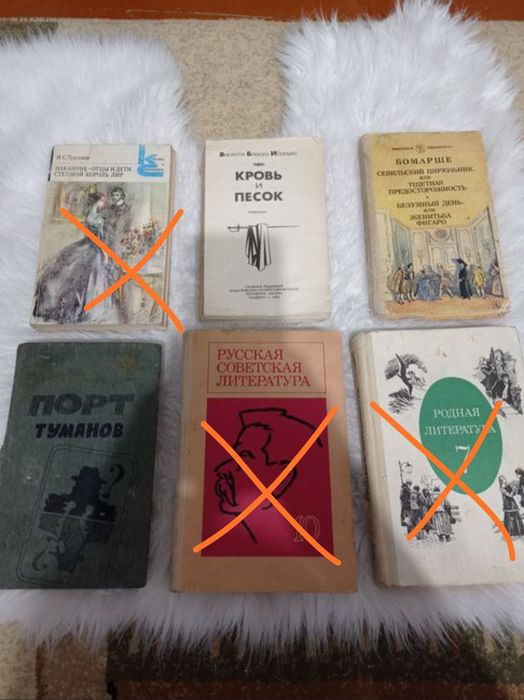 И.С.Тургенев
НАКАНУНЕ·ОТЦЫ И ДЕТИ
СТЕПНОЙ КОРОЛЬ ЛИР
Висенте Бласко Ибаньес
КРОВЬ
И
ПЕСОК
БОМАРШЕ
СЕВИЛЬСКИЙ ЦИРЮЛЬНИК,
ИЛИ
ТЩЕТНАЯ
ПРЕДОСТОРОЖНОСТЬ
БЕЗУМНЫЙ ДЕНЬ,
ИЛИ
ЖЕНИТЬБА
ФИГАРО
ПОРТ
ТУМАНОВ
РУССКАЯ
СОВЕТСКАЯ
ЛИТЕРАТУРА
10
РОДНАЯ
ЛИТЕРАТУРА
7